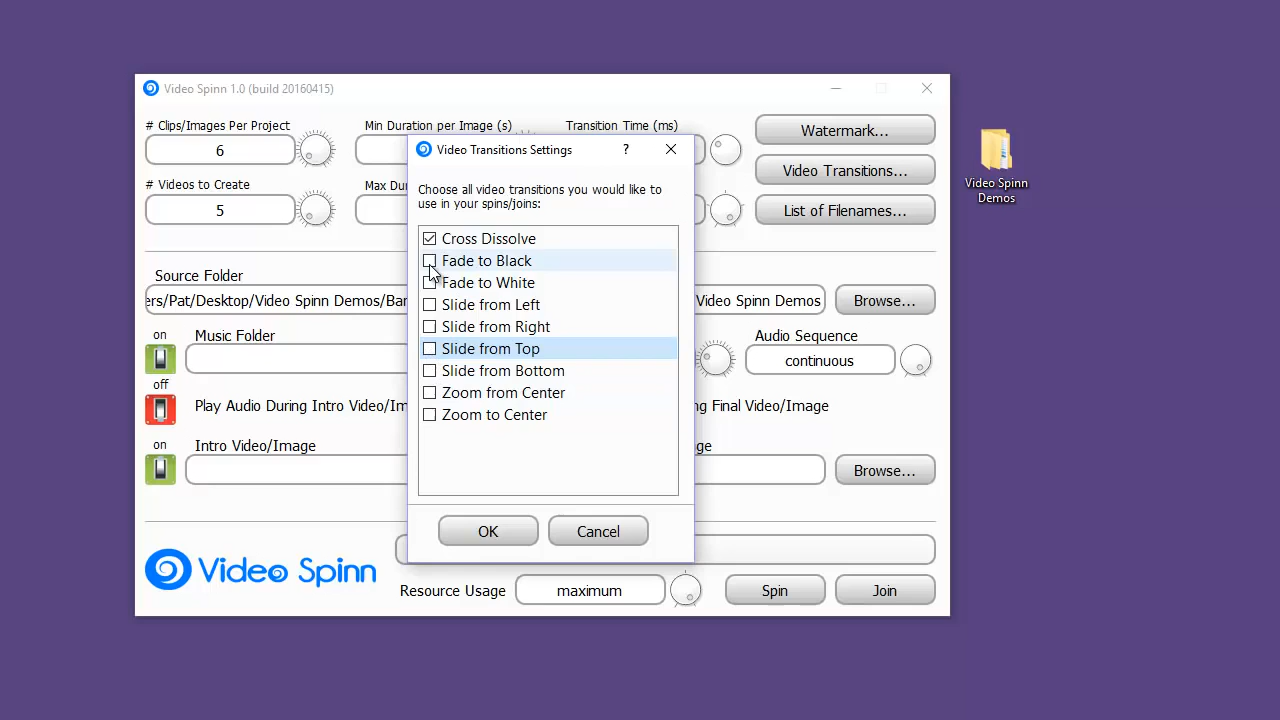 Video Spinn 1.0 (build 20160415)
# Clips/Images Per Project
Min Duration per Image (s)
Transition Time (ms)
6
Watermark...
# Videos to Create
Max Du
5
Video Transitions...
List of Filenames...
Video Spinn
Demos
Video Transitions Settings
?
Choose all video transitions you would like to
use in your spins/joins:
Cross Dissolve
Fade to Black
Fade to White
Slide from Left
Slide from Right
Slide from Top
Slide from Bottom
Zoom from Center
Zoom to Center
OK
Cancel
Source Folder
ers/Pat/Desktop/Video Spinn Demos/Bar
Video Spinn Demos
Browse...
on
Music Folder
Audio Sequence
continuous
off
Play Audio During Intro Video/Im
g Final Video/Image
on
Intro Video/Image
ge
Browse...
Video Spinn
Resource Usage
maximum
Spin
Join